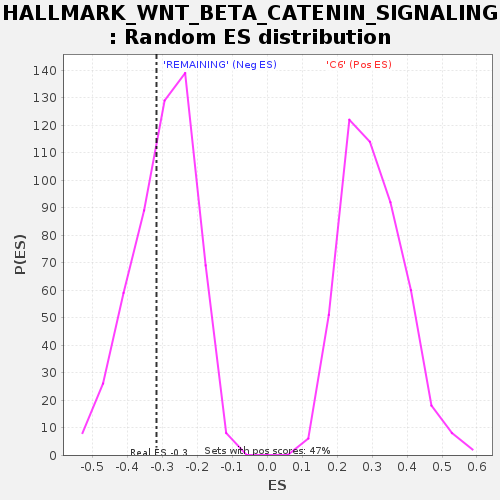 HALLMARK_WNT_BETA_CATENIN_SIGNALING
: Random ES distribution
'REMAINING' (Neg ES)
'C6' (Pos ES)
140
130
120
110
100
90
80
70
60
50
40
30
20
10
0
P(ES)
Real ES -0.3
Sets with pos scores: 47%
-0.5 -0.4 -0.3 -0.2 -0.1 0.0 0.1 0.2 0.3 0.4 0.5 0.6
ES